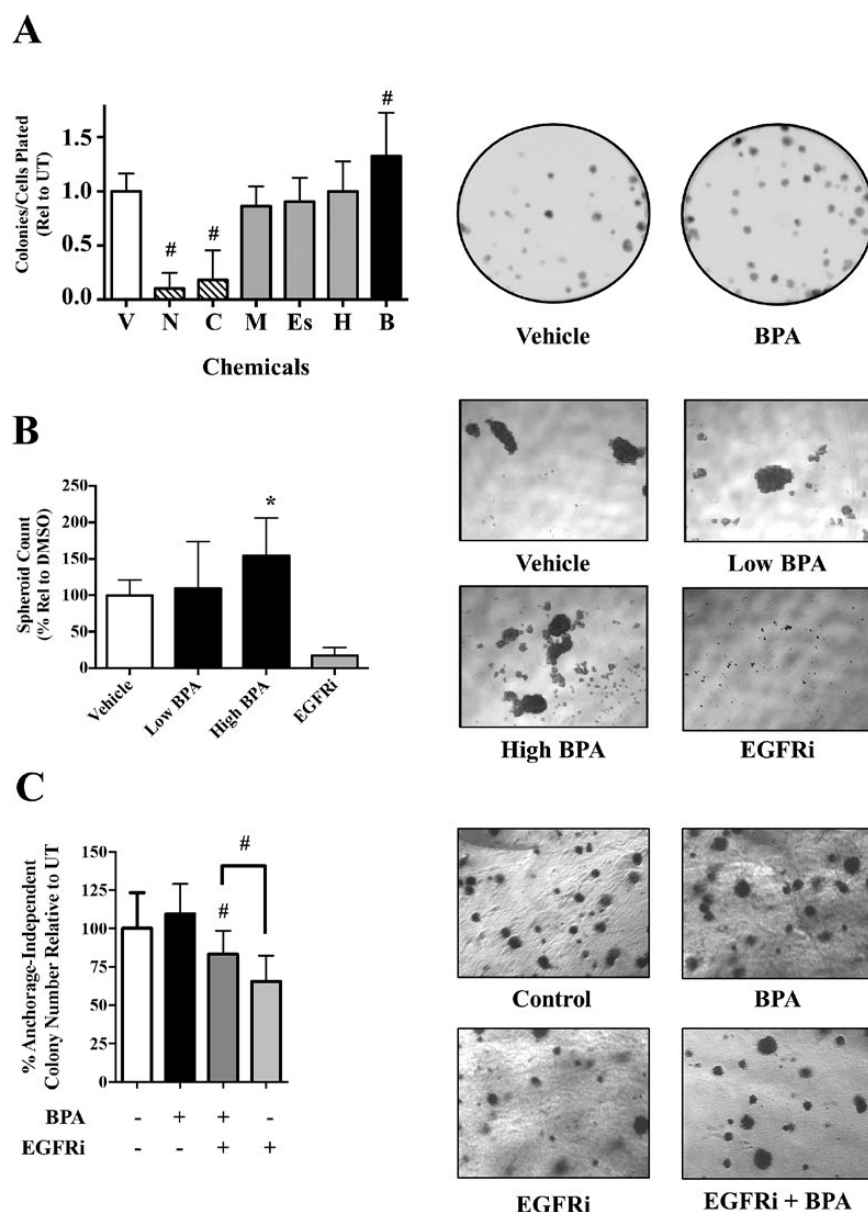 A
Colonies/Cells Plated
(Rel to UT)
1.5
1.0
0.5
0.0
#
#
#
V N C M Es H B
Chemicals
Vehicle BPA
B
Spheroid Count
(% Rel to DMSO)
250
200
150
100
50
0
*
Vehicle
Low BPA
High BPA
EGFRi
Vehicle Low BPA
High BPA EGFRi
C
% Anchorage-Independent
Colony Number Relative to UT
150
125
100
75
50
25
0
#
#
BPA - + + -
EGFRi - - + +
Control BPA
EGFRi EGFRi + BPA